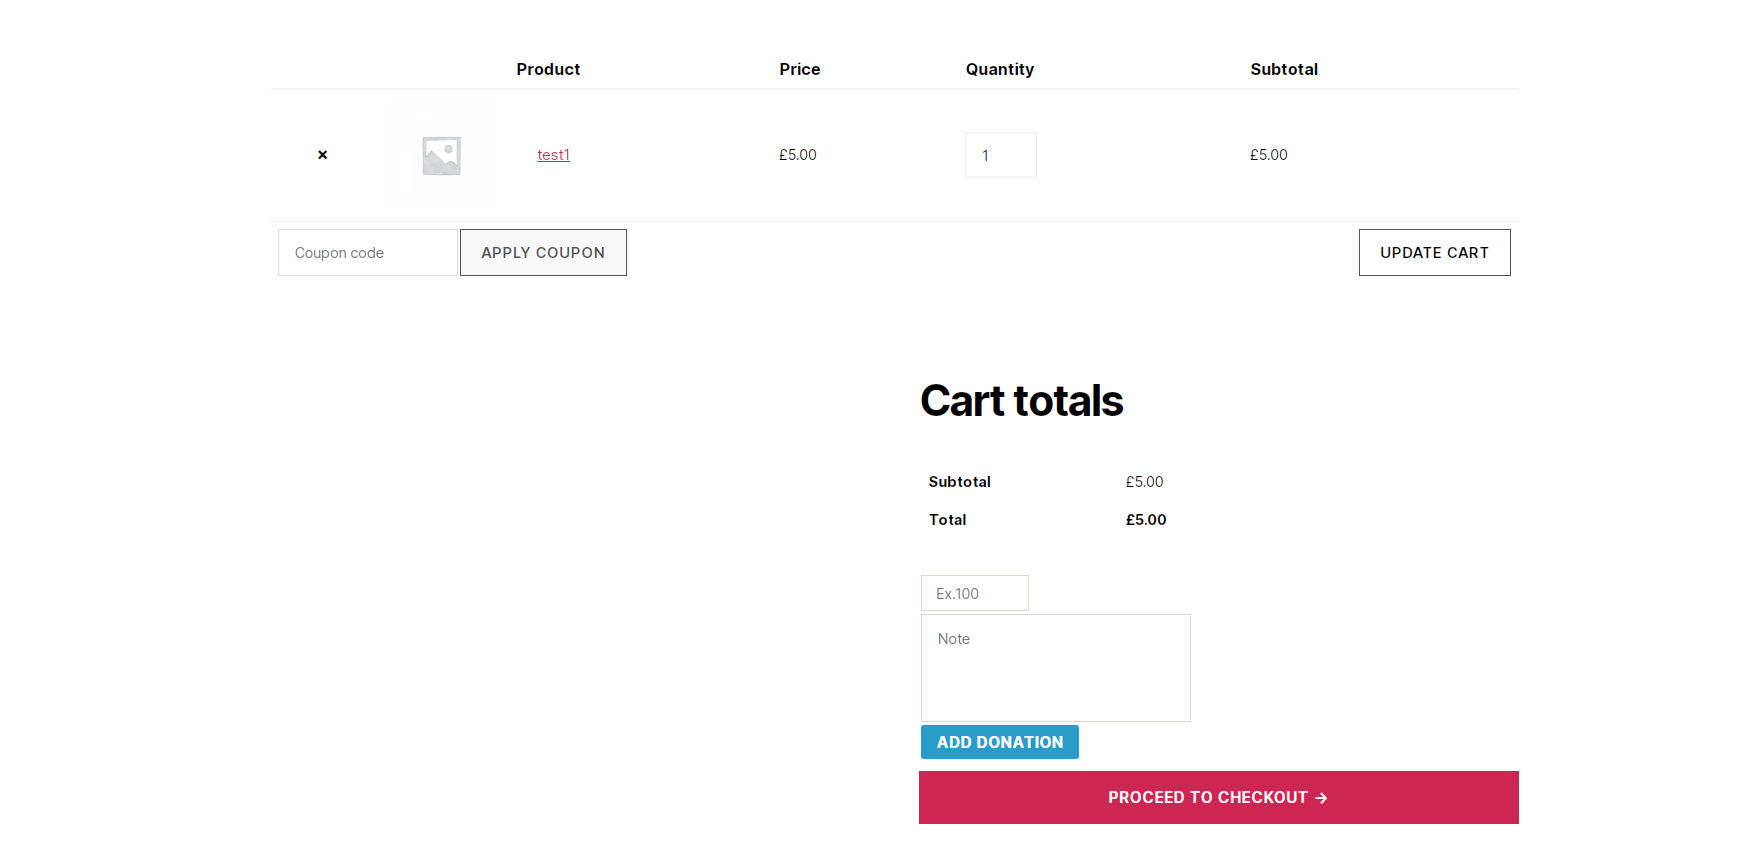 Product Price Quantity Subtotal
× test1 £5.00 1 £5.00
Coupon code APPLY COUPON UPDATE CART
Cart totals
Subtotal £5.00
Total £5.00
Ex.100
Note
ADD DONATION
PROCEED TO CHECKOUT →